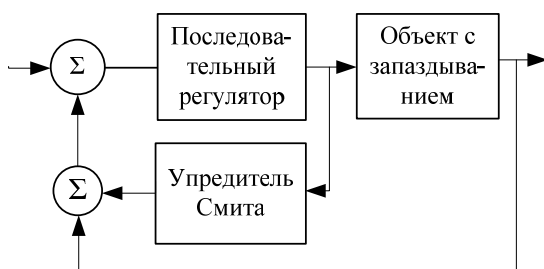 Σ
Последова-
тельный
регулятор
Объект с
запаздыва-
нием
Σ
Упредитель
Смита